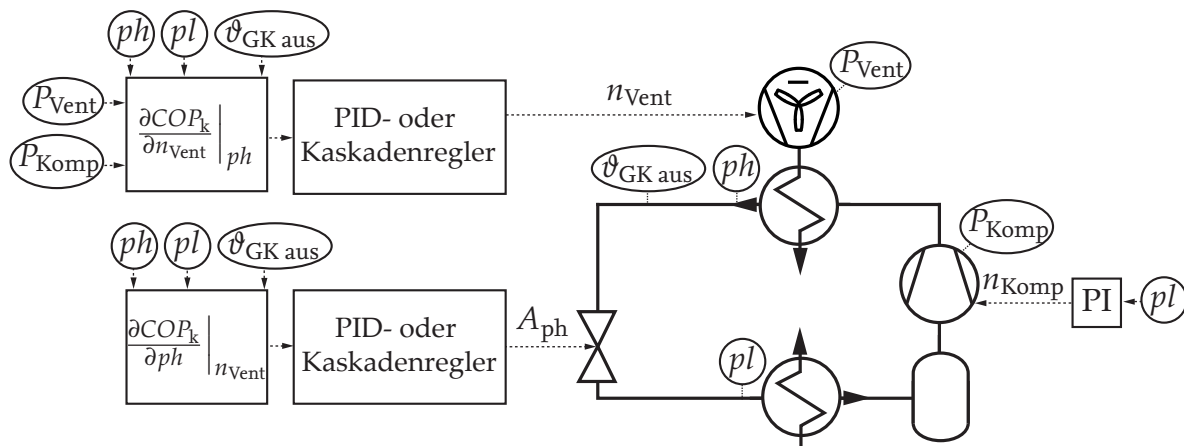 ph pl ϑGK aus
PVent
PKomp
∂COPk
∂nVent
ph
PID- oder
Kaskadenregler
nVent
PVent
ϑGK aus
ph
PKomp
nKomp
PI
pl
ph pl ϑGK aus
∂COPk
∂ph
nVent
PID- oder
Kaskadenregler
Aph
pl